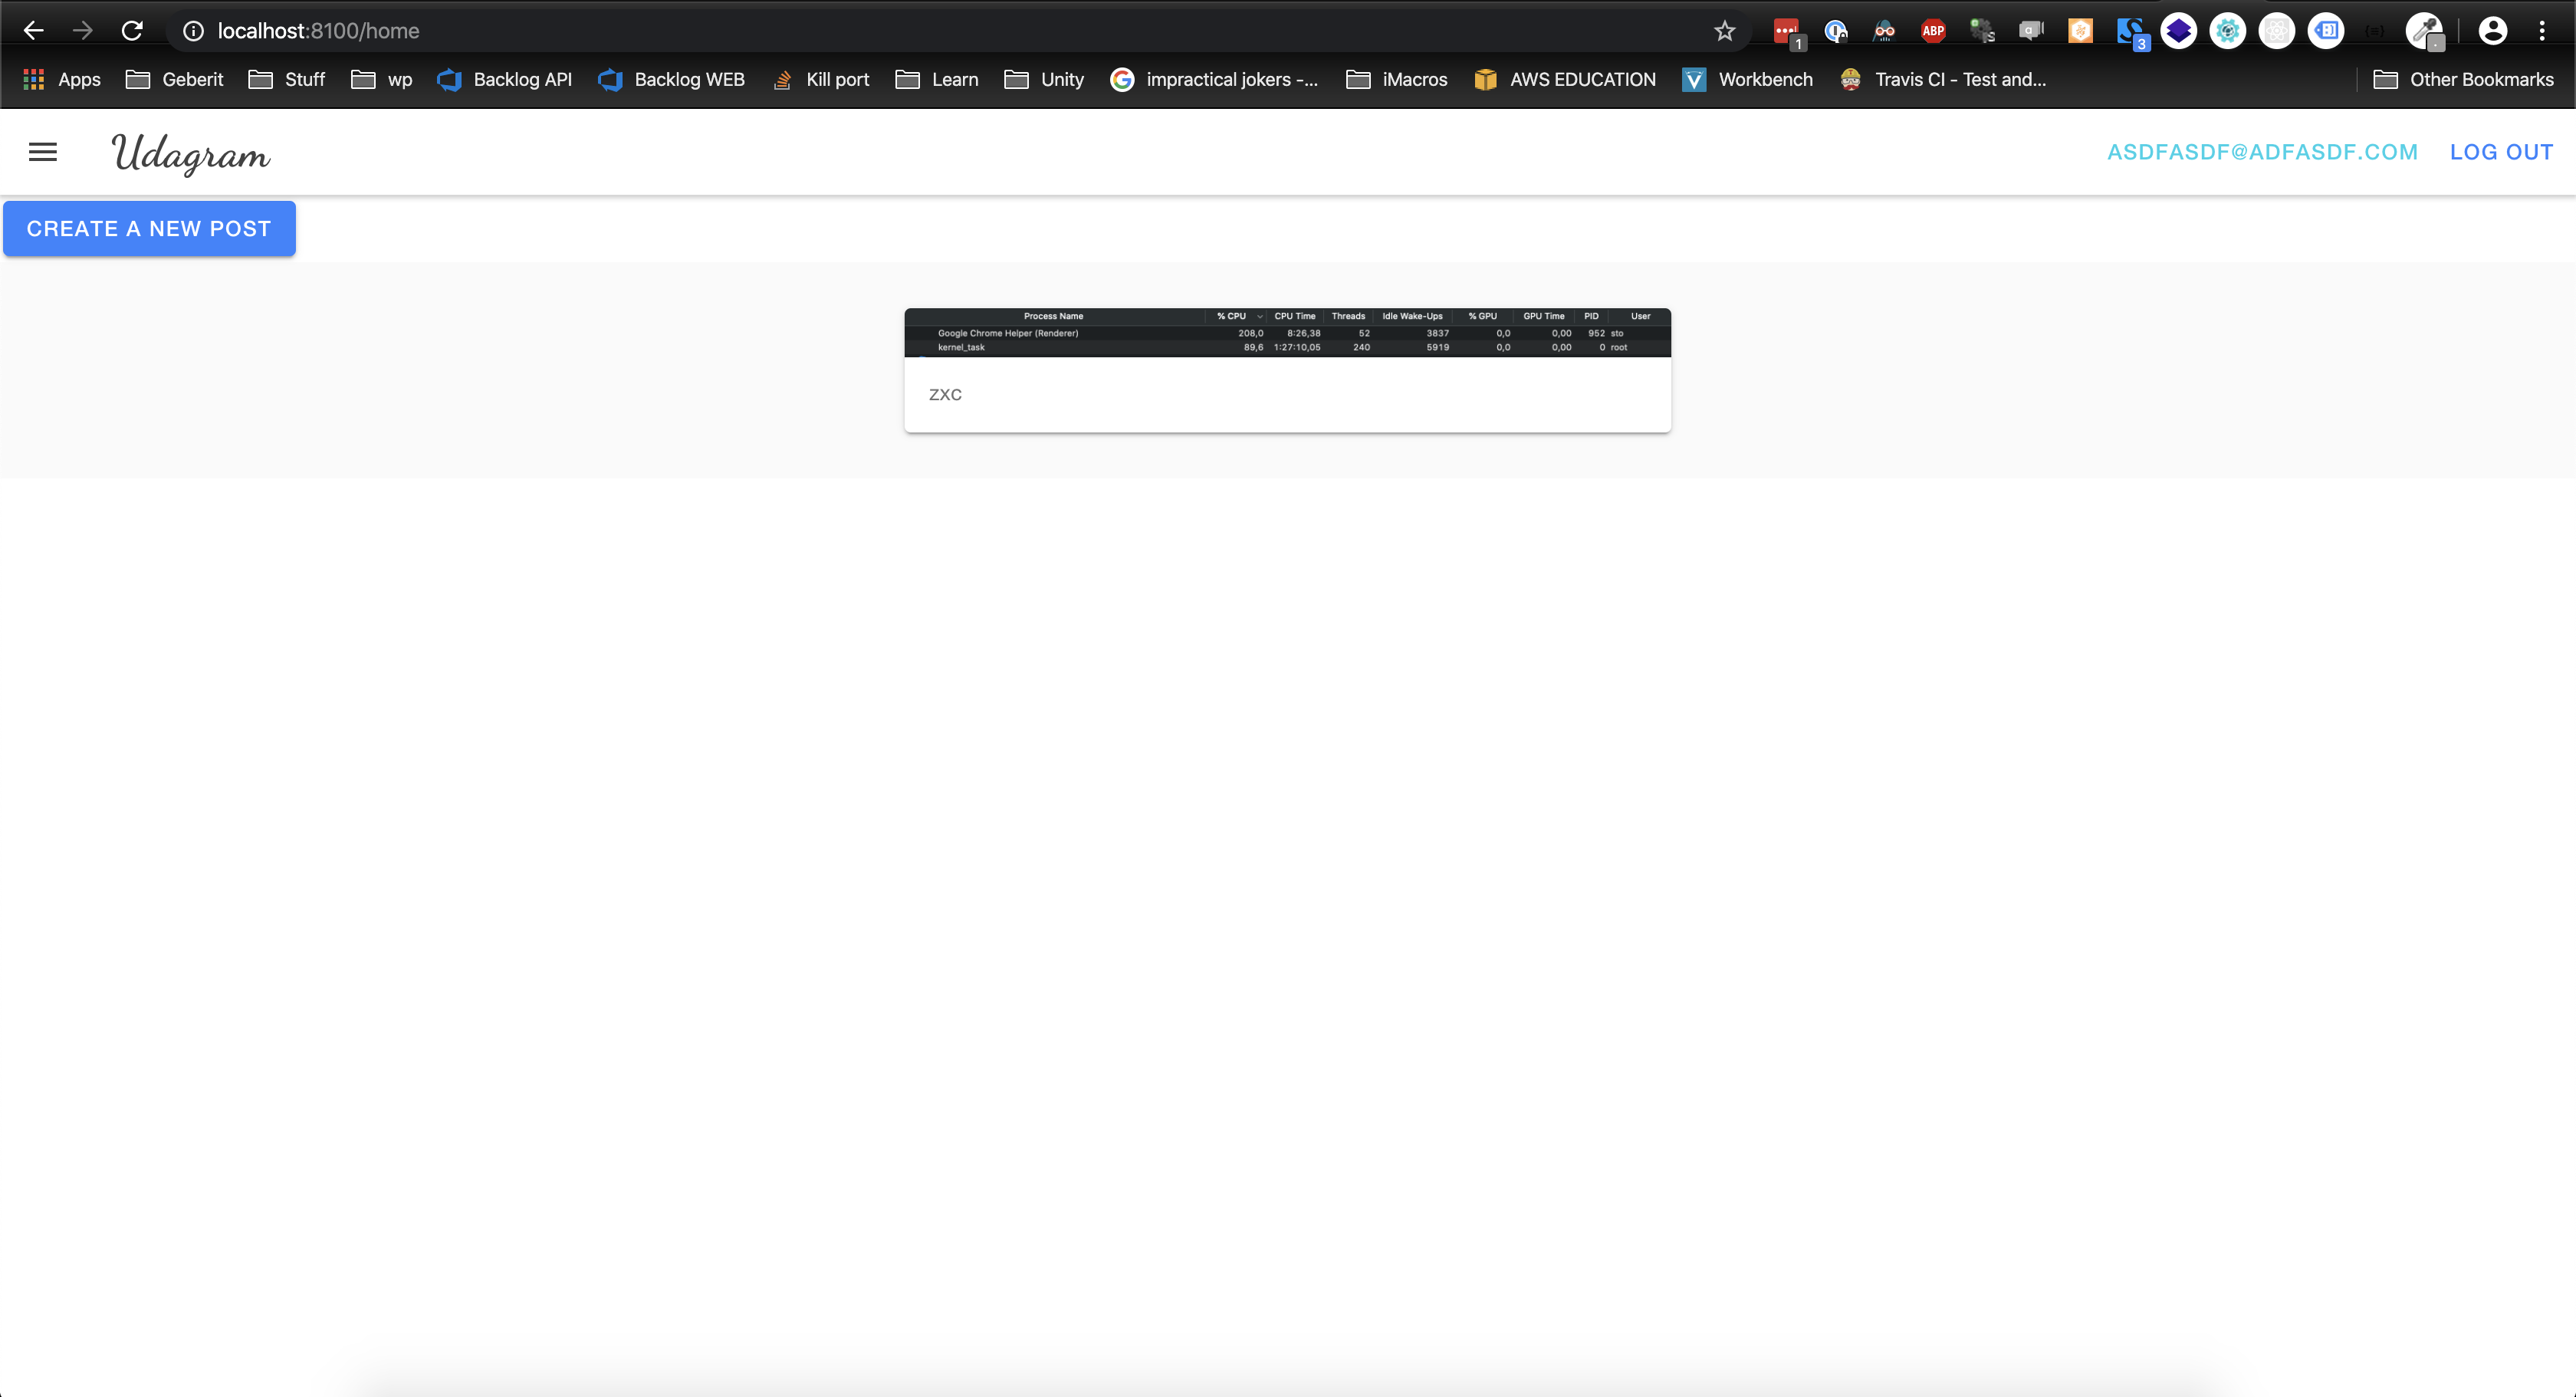 localhost:8100/home
1
ABP
3
Apps Geberit Stuff wp Backlog API Backlog WEB Kill port Learn Unity impractical jokers -... iMacros AWS EDUCATION Workbench Travis CI - Test and... Other Bookmarks
Udagram ASDFASDF@ADFASDF.COM LOG OUT
CREATE A NEW POST
Process Name % CPU CPU Time Threads Idle Wake-Ups % GPU GPU Time PID User
Google Chrome Helper (Renderer) 208,0 8:26,38 52 3837 0,0 0,00 952 sto
kernel_task 89,6 1:27:10,05 240 5919 0,0 0,00 0 root
zxc